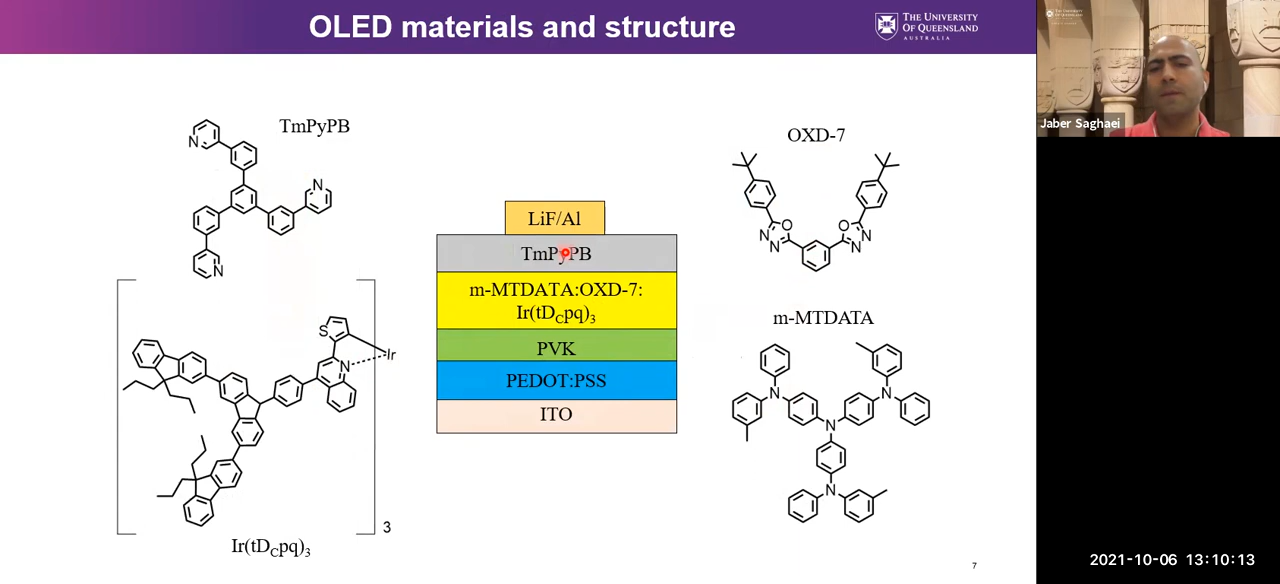 OLED materials and structure
THE UNIVERSITY
OF QUEENSLAND
AUSTRALIA
Jaber Saghaei
TmPyPB
N
N
N
OXD-7
O
O
N
N
N
N
LiF/Al
TmPyPB
m-MTDATA:OXD-7:
Ir(tDCpq)3
PVK
PEDOT:PSS
ITO
S
Ir
N
3
Ir(tDCpq)3
m-MTDATA
N
N
N
N
2021-10-06 13:10:13
7